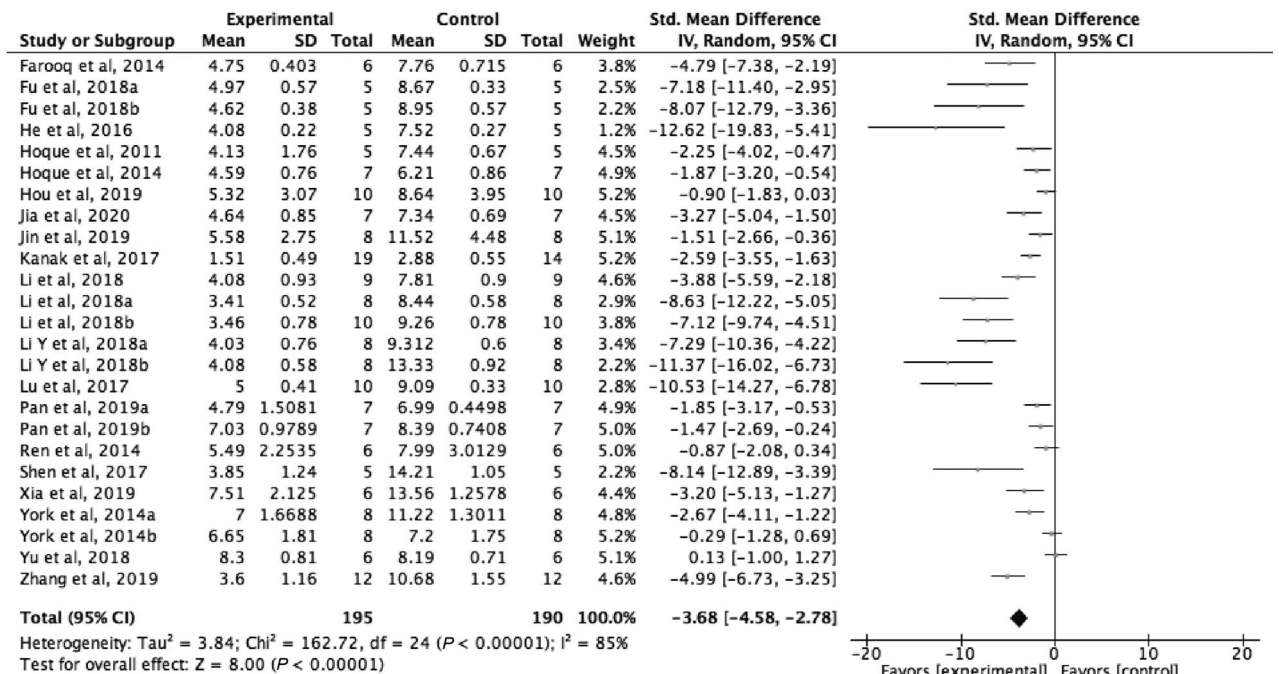 Experimental Control Std. Mean Difference Std. Mean Difference
Study or Subgroup Mean SD Total Mean SD Total Weight IV, Random, 95% CI IV, Random, 95% CI
Farooq et al, 2014 4.75 0.403 6 7.76 0.715 6 3.8% −4.79 [−7.38, −2.19]
Fu et al, 2018a 4.97 0.57 5 8.67 0.33 5 2.5% −7.18 [−11.40, −2.95]
Fu et al, 2018b 4.62 0.38 5 8.95 0.57 5 2.2% −8.07 [−12.79, −3.36]
He et al, 2016 4.08 0.22 5 7.52 0.27 5 1.2% −12.62 [−19.83, −5.41]
Hoque et al, 2011 4.13 1.76 5 7.44 0.67 5 4.5% −2.25 [−4.02, −0.47]
Hoque et al, 2014 4.59 0.76 7 6.21 0.86 7 4.9% −1.87 [−3.20, −0.54]
Hou et al, 2019 5.32 3.07 10 8.64 3.95 10 5.2% −0.90 [−1.83, 0.03]
Jia et al, 2020 4.64 0.85 7 7.34 0.69 7 4.5% −3.27 [−5.04, −1.50]
Jin et al, 2019 5.58 2.75 8 11.52 4.48 8 5.1% −1.51 [−2.66, −0.36]
Kanak et al, 2017 1.51 0.49 19 2.88 0.55 14 5.2% −2.59 [−3.55, −1.63]
Li et al, 2018 4.08 0.93 9 7.81 0.9 9 4.6% −3.88 [−5.59, −2.18]
Li et al, 2018a 3.41 0.52 8 8.44 0.58 8 2.9% −8.63 [−12.22, −5.05]
Li et al, 2018b 3.46 0.78 10 9.26 0.78 10 3.8% −7.12 [−9.74, −4.51]
Li Y et al, 2018a 4.03 0.76 8 9.312 0.6 8 3.4% −7.29 [−10.36, −4.22]
Li Y et al, 2018b 4.08 0.58 8 13.33 0.92 8 2.2% −11.37 [−16.02, −6.73]
Lu et al, 2017 5 0.41 10 9.09 0.33 10 2.8% −10.53 [−14.27, −6.78]
Pan et al, 2019a 4.79 1.5081 7 6.99 0.4498 7 4.9% −1.85 [−3.17, −0.53]
Pan et al, 2019b 7.03 0.9789 7 8.39 0.7408 7 5.0% −1.47 [−2.69, −0.24]
Ren et al, 2014 5.49 2.2535 6 7.99 3.0129 6 5.0% −0.87 [−2.08, 0.34]
Shen et al, 2017 3.85 1.24 5 14.21 1.05 5 2.2% −8.14 [−12.89, −3.39]
Xia et al, 2019 7.51 2.125 6 13.56 1.2578 6 4.4% −3.20 [−5.13, −1.27]
York et al, 2014a 7 1.6688 8 11.22 1.3011 8 4.8% −2.67 [−4.11, −1.22]
York et al, 2014b 6.65 1.81 8 7.2 1.75 8 5.2% −0.29 [−1.28, 0.69]
Yu et al, 2018 8.3 0.81 6 8.19 0.71 6 5.1% 0.13 [−1.00, 1.27]
Zhang et al, 2019 3.6 1.16 12 10.68 1.55 12 4.6% −4.99 [−6.73, −3.25]
Total (95% CI) 195 190 100.0% −3.68 [−4.58, −2.78]
Heterogeneity: Tau² = 3.84; Chi² = 162.72, df = 24 (P < 0.00001); I² = 85%
Test for overall effect: Z = 8.00 (P < 0.00001)
−20 −10 0 10 20
Favors [experimental] Favors [control]